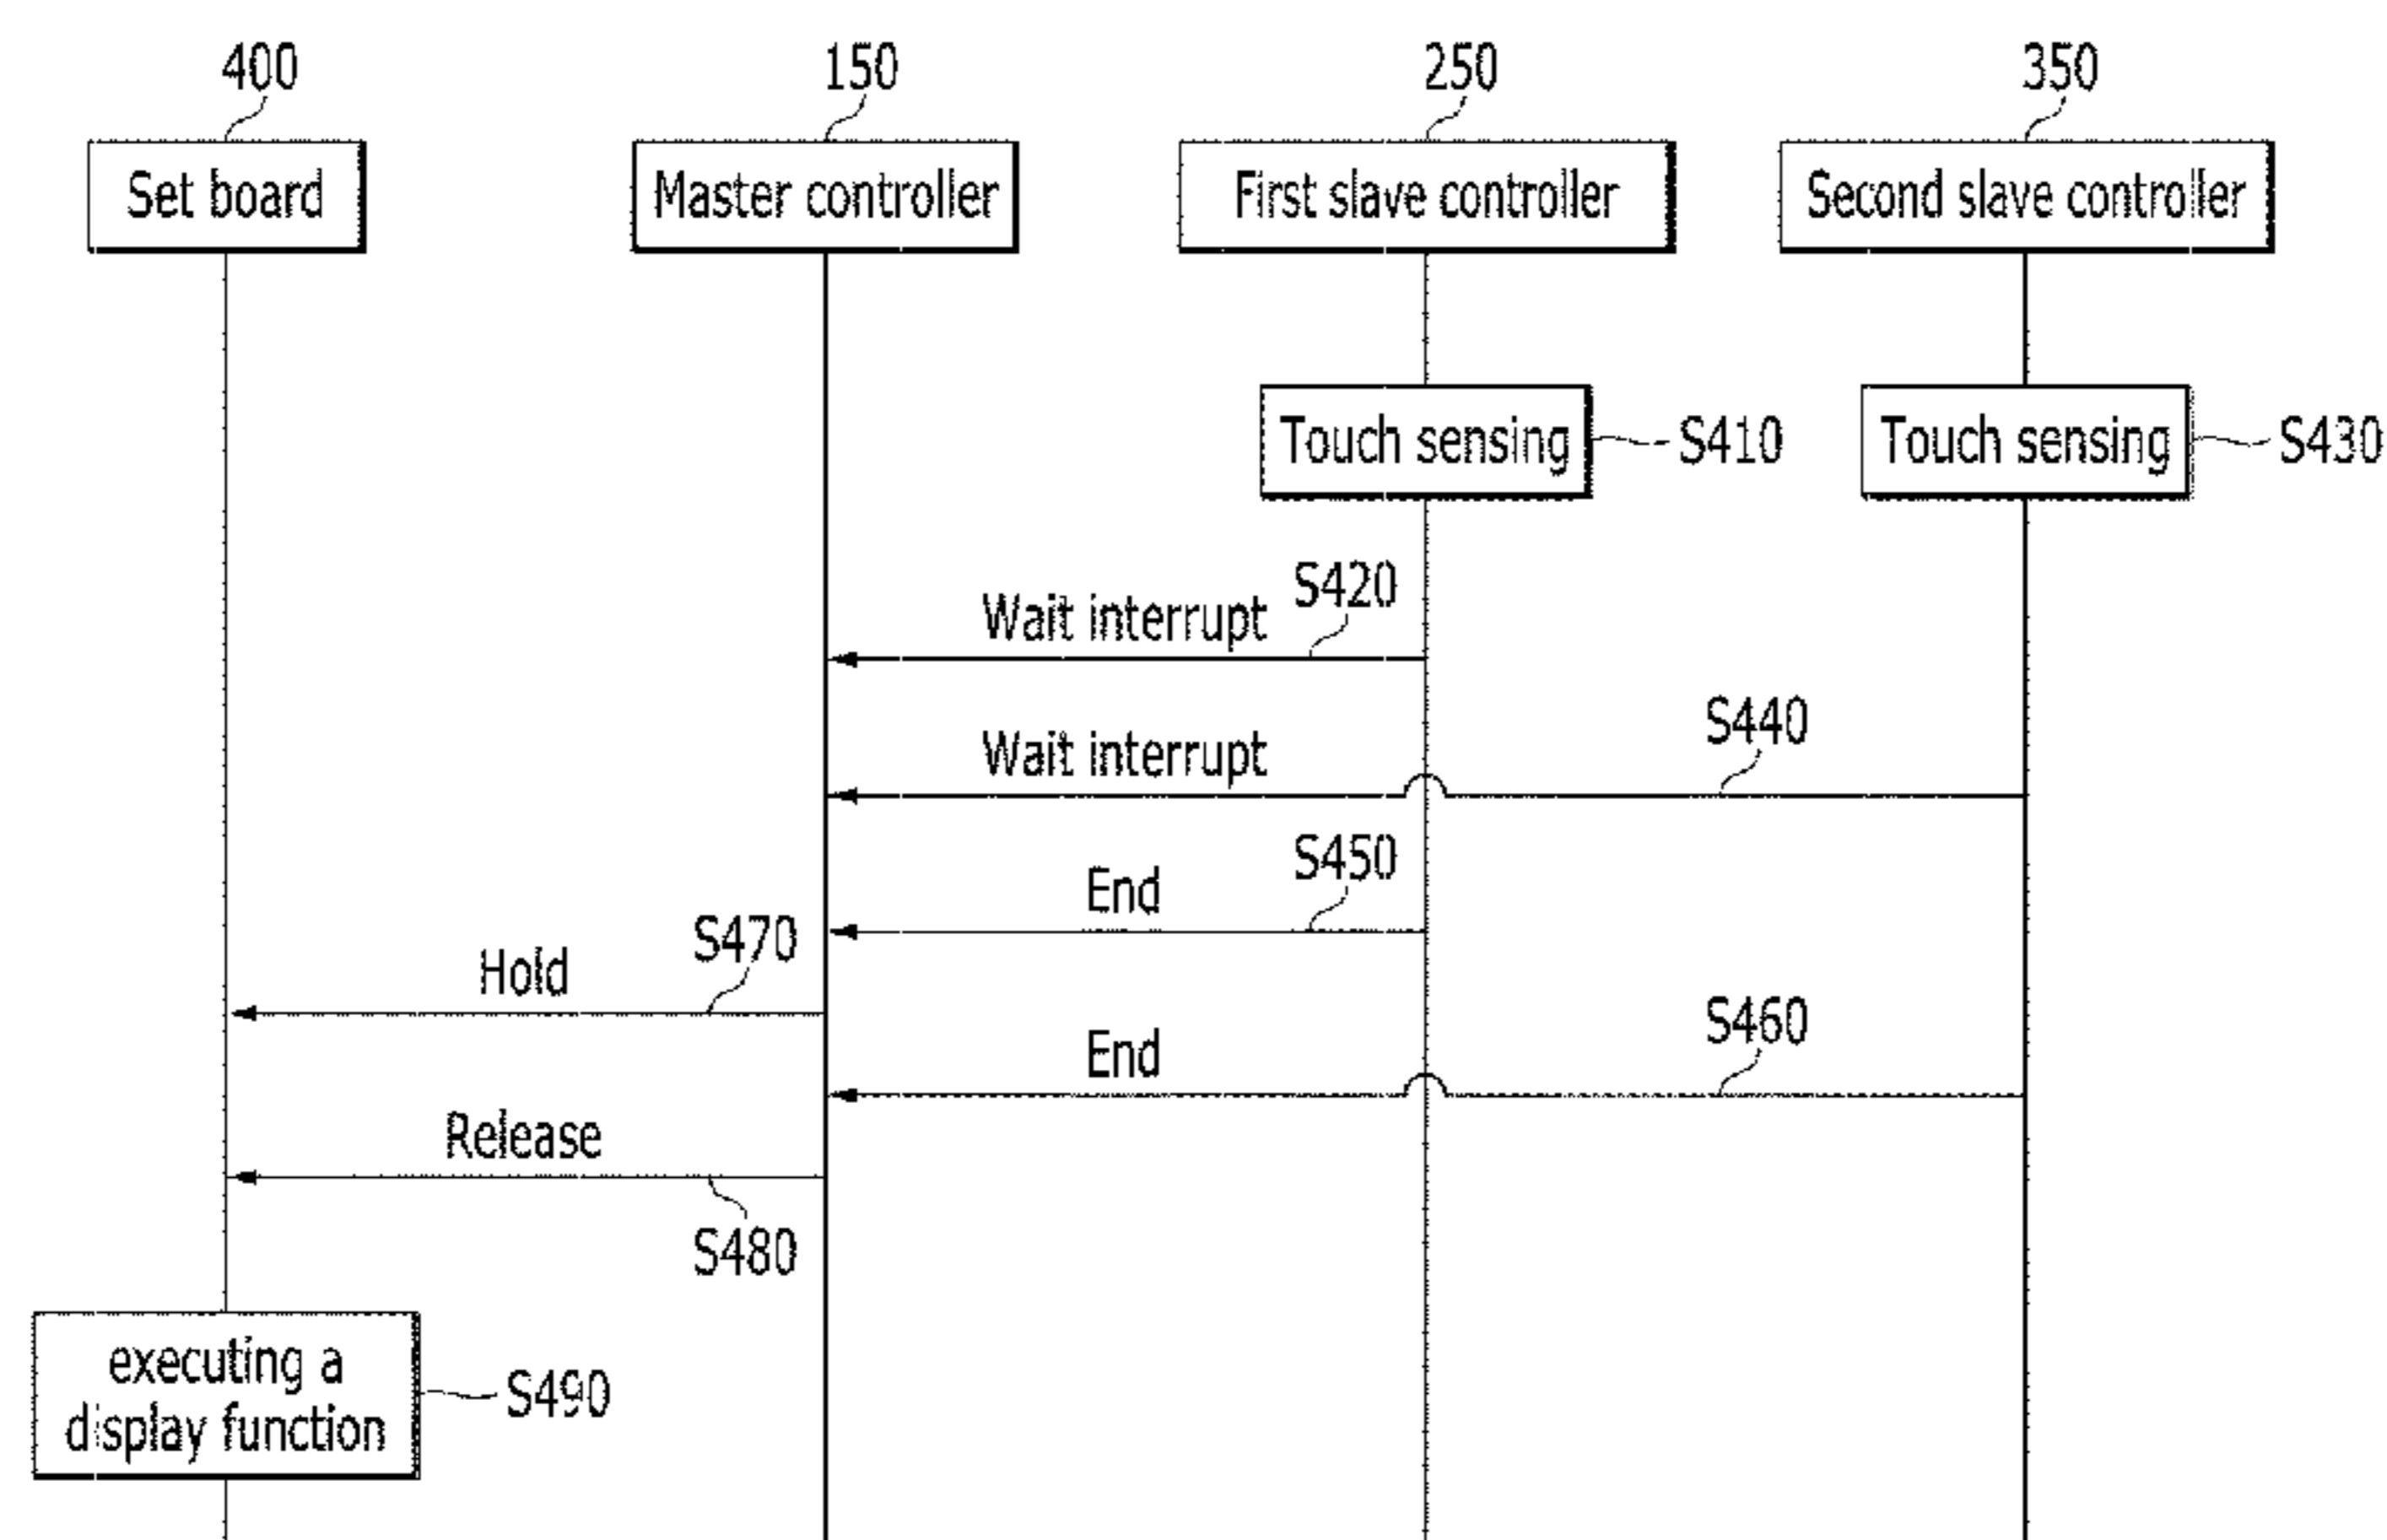 400
150
250
350
Set board
Master controller
First slave controller
Second slave controller
Touch sensing
S410
Touch sensing
S430
S420
Wait interrupt
S440
Wait interrupt
S450
End
S470
Hold
S460
End
Release
S480
executing a
display function
S490